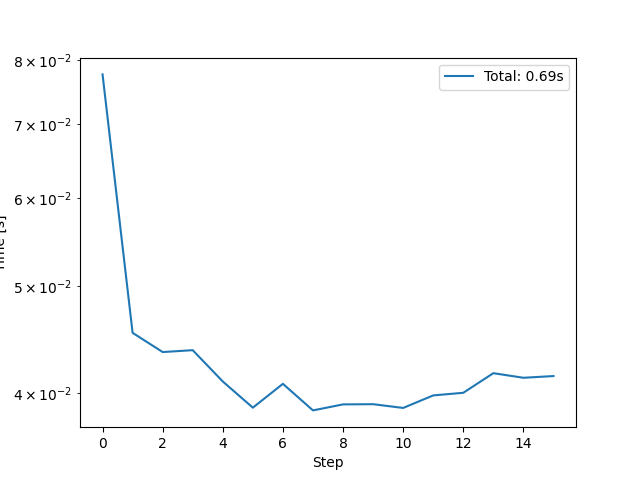 8 × 10⁻²
7 × 10⁻²
6 × 10⁻²
5 × 10⁻²
4 × 10⁻²
Total: 0.69s
0 2 4 6 8 10 12 14
Step
[s]